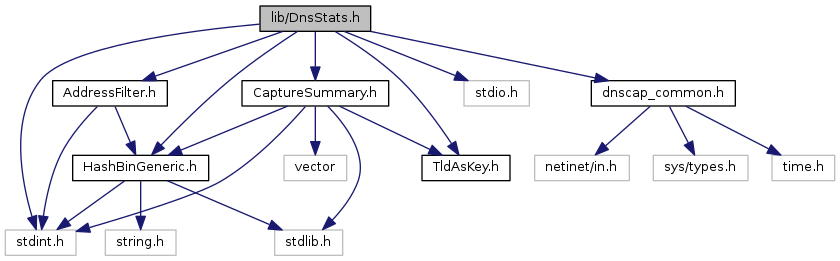 lib/DnsStats.h
AddressFilter.h
CaptureSummary.h
stdio.h
dnscap_common.h
HashBinGeneric.h
vector
TldAsKey.h
netinet/in.h
sys/types.h
time.h
stdint.h
string.h
stdlib.h